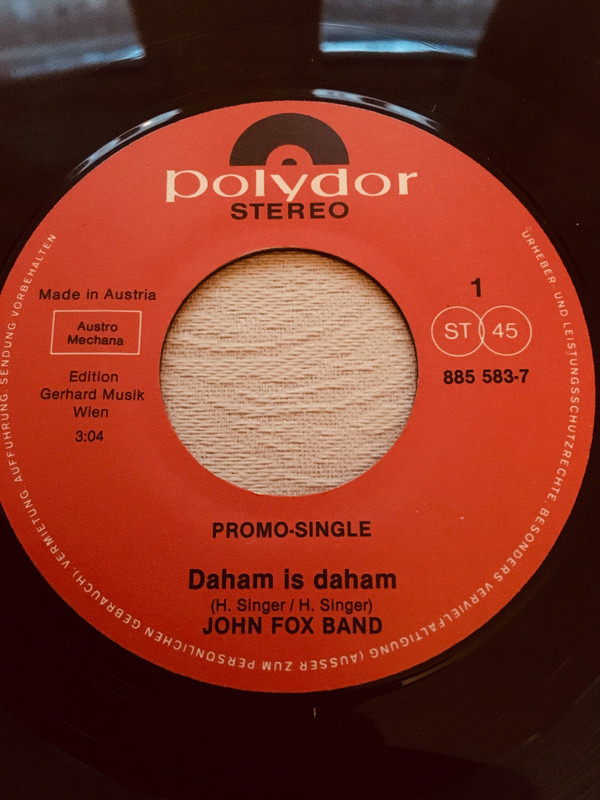 polydor
STEREO
Made in Austria
Austro
Mechana
Edition
Gerhard Musik
Wien
3:04
1
ST 45
885 583-7
PROMO-SINGLE
Daham is daham
(H. Singer / H. Singer)
JOHN FOX BAND
URHEBER- UND LEISTUNGSSCHUTZRECHTE, BESONDERS VERVIELFÄLTIGUNG (AUSSER ZUM PERSÖNLICHEN GEBRAUCH), VERMIETUNG, AUFFÜHRUNG, SENDUNG VORBEHALTEN